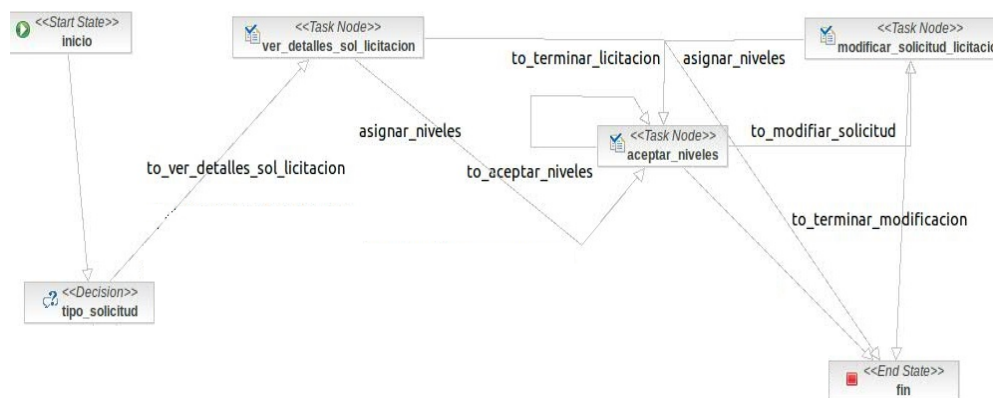 <<Start State>>
inicio
<<Task Node>>
ver_detalles_sol_licitacion
<<Task Node>>
modificar_solicitud_licitacio
to_terminar_licitacion
asignar_niveles
asignar_niveles
<<Task Node>>
aceptar_niveles
to_modifiar_solicitud
to_ver_detalles_sol_licitacion
to_aceptar_niveles
to_terminar_modificacion
<<Decision>>
tipo_solicitud
<<End State>>
fin